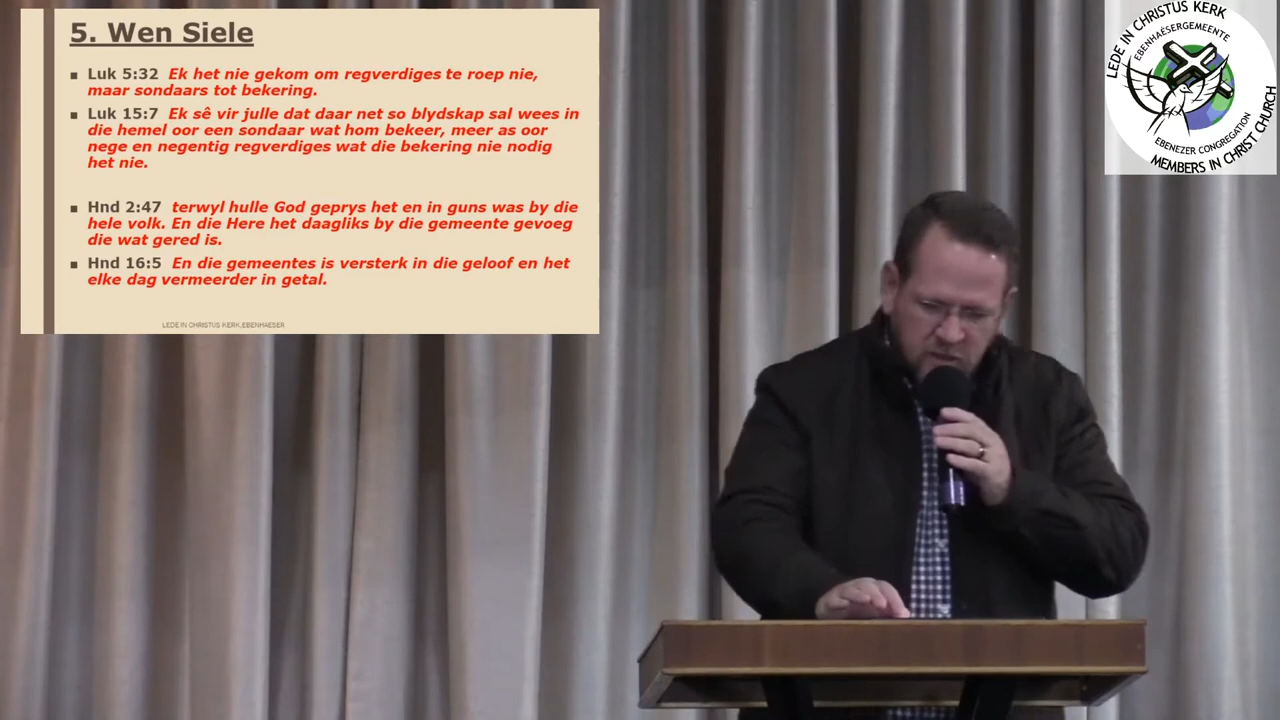 5. Wen Siele
▪ Luk 5:32 Ek het nie gekom om regverdiges te roep nie,
maar sondaars tot bekering.
▪ Luk 15:7 Ek sê vir julle dat daar net so blydskap sal wees in
die hemel oor een sondaar wat hom bekeer, meer as oor
nege en negentig regverdiges wat die bekering nie nodig
het nie.
▪ Hnd 2:47 terwyl hulle God geprys het en in guns was by die
hele volk. En die Here het daagliks by die gemeente gevoeg
die wat gered is.
▪ Hnd 16:5 En die gemeentes is versterk in die geloof en het
elke dag vermeerder in getal.
LEDE IN CHRISTUS KERK,EBENHAESER
LEDE IN CHRISTUS KERK
EBENHAÉSERGEMEENTE
EBENEZER CONGREGATION
MEMBERS IN CHRIST CHURCH